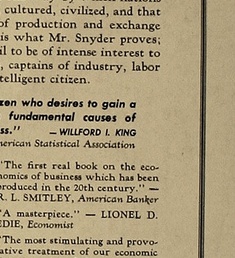 cultured, civilized, and that
of production and exchange
is what Mr. Snyder proves;
il to be of intense interest to
, captains of industry, labor
telligent citizen.
zen who desires to gain a
fundamental causes of
ss." — WILLFORD I. KING
merican Statistical Association
"The first real book on the eco-
nomics of business which has been
produced in the 20th century." —
R. L. SMITLEY, American Banker
"A masterpiece." — LIONEL D.
EDIE, Economist
"The most stimulating and provo-
ative treatment of our economic